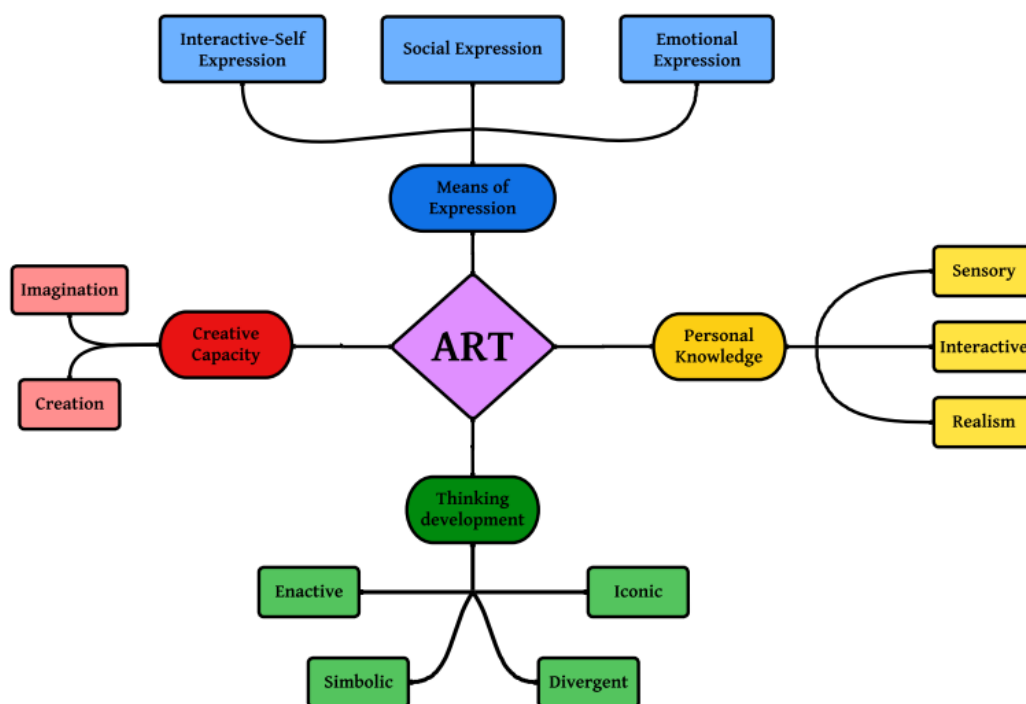 Interactive-Self
Expression
Social Expression
Emotional
Expression
Means of
Expression
Imagination
Creative
Capacity
Creation
ART
Personal
Knowledge
Sensory
Interactive
Realism
Thinking
development
Enactive
Iconic
Simbolic
Divergent